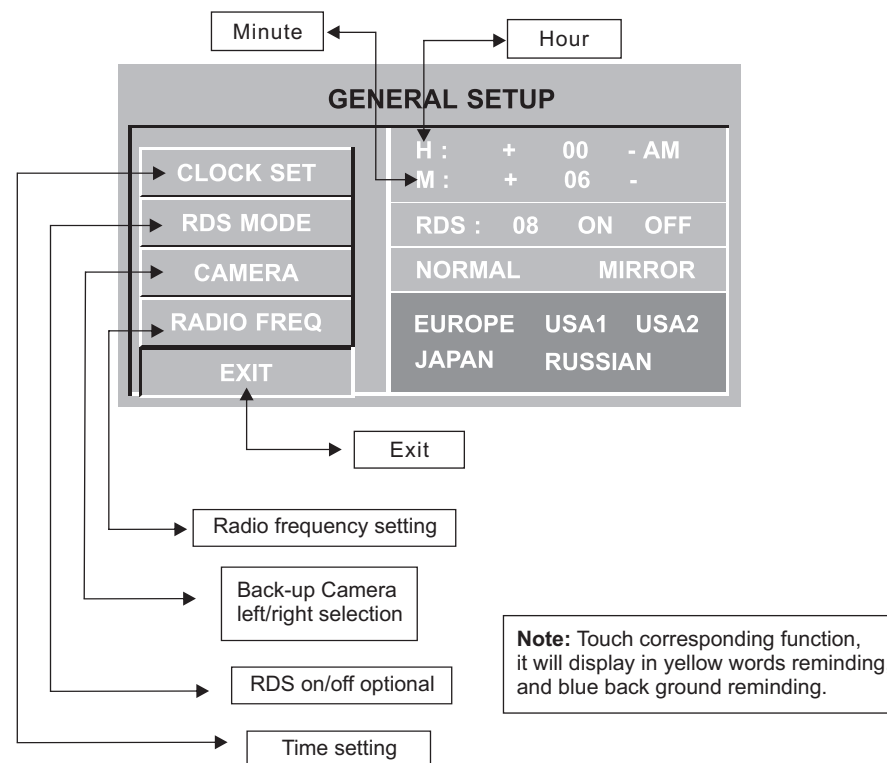 Minute
Hour
GENERAL SETUP
CLOCK SET
RDS MODE
CAMERA
RADIO FREQ
EXIT
H : + 00 - AM
M : + 06 -
RDS : 08 ON OFF
NORMAL MIRROR
EUROPE USA1 USA2
JAPAN RUSSIAN
Exit
Radio frequency setting
Back-up Camera
left/right selection
RDS on/off optional
Time setting
Note: Touch corresponding function,
it will display in yellow words reminding
and blue back ground reminding.